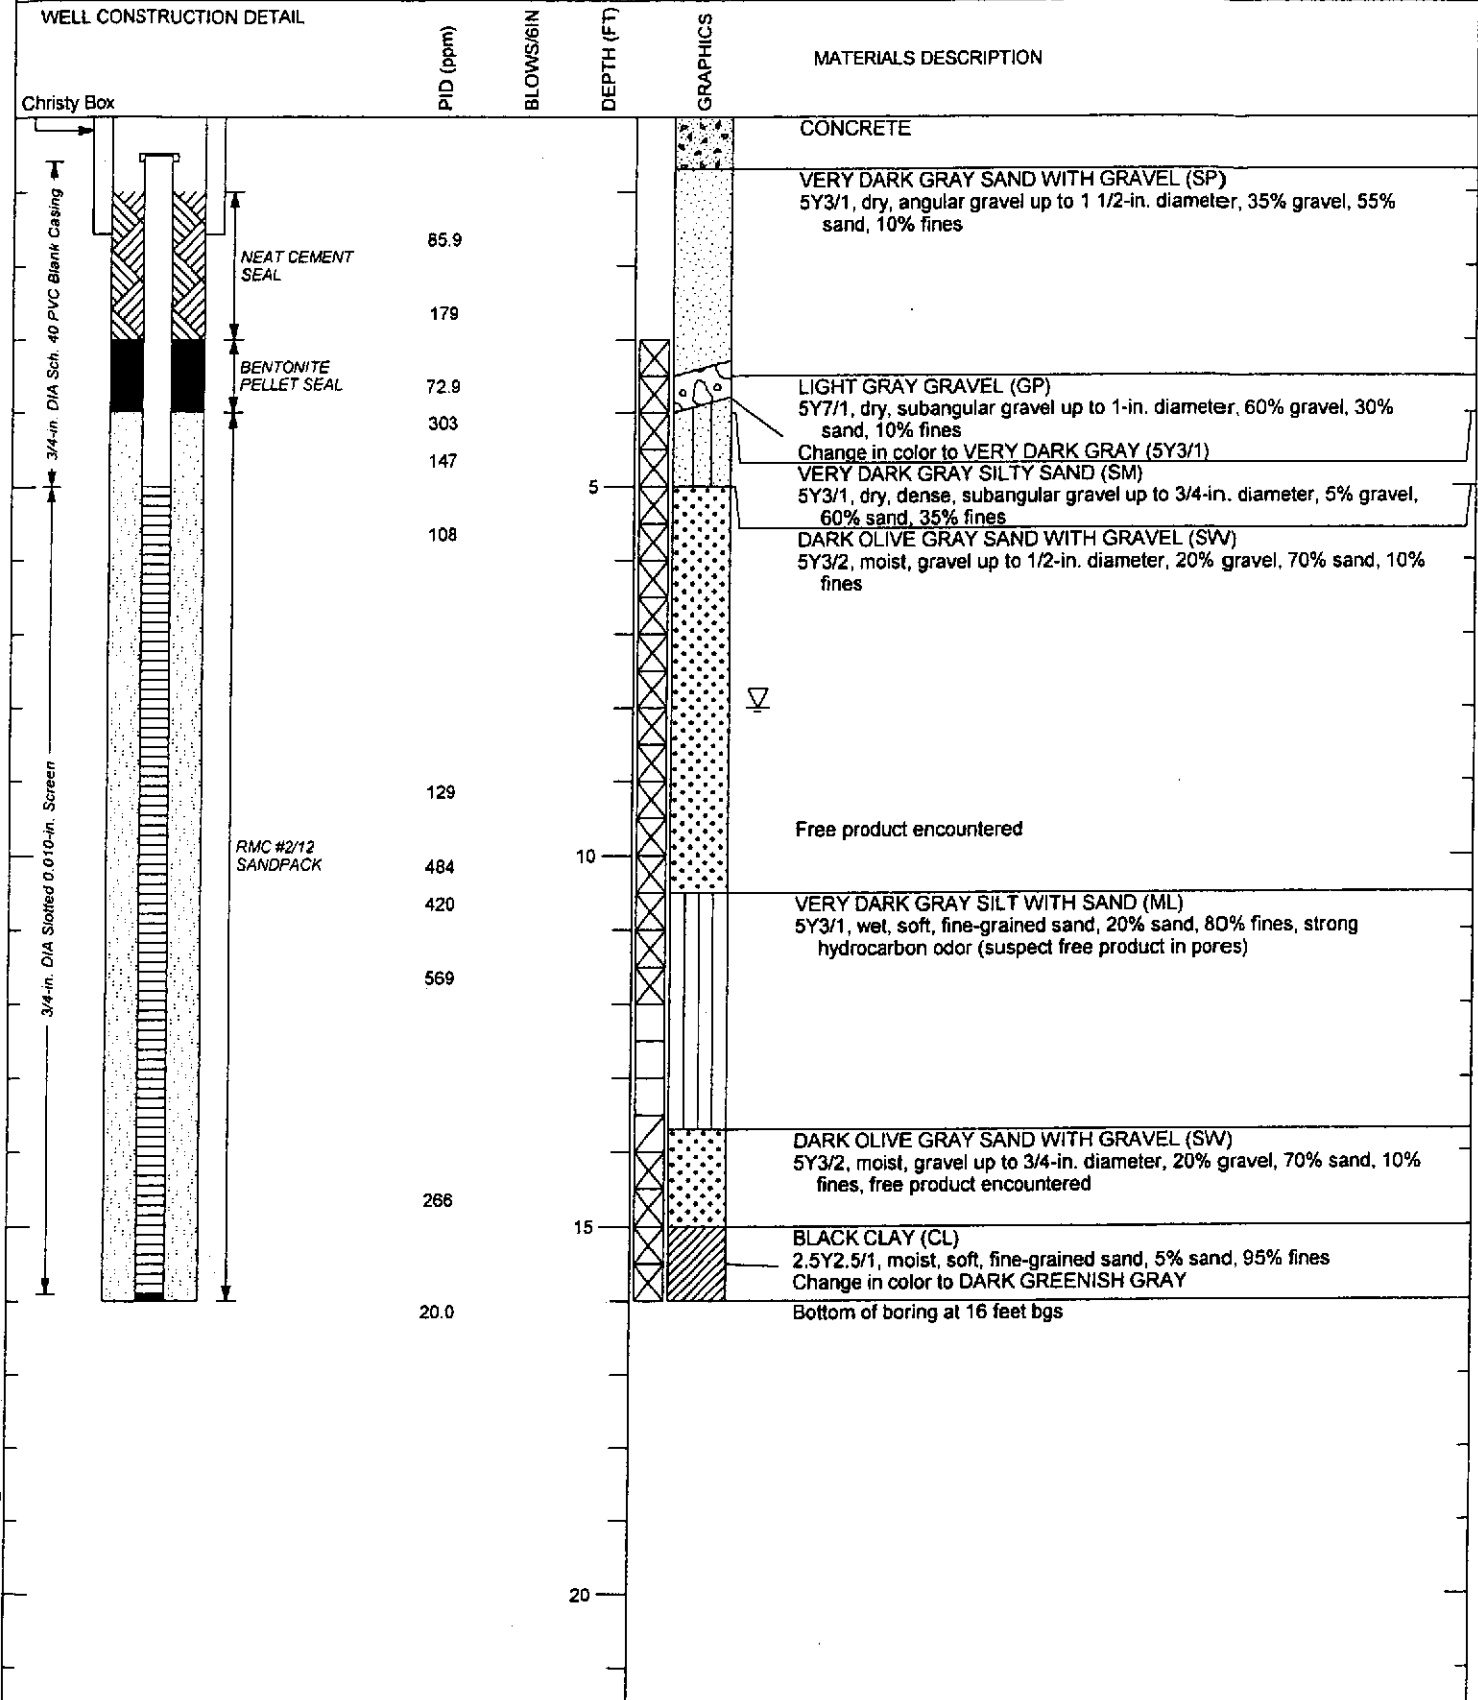 WELL CONSTRUCTION DETAIL
PID (ppm)
BLOWS/6IN
DEPTH (FT)
GRAPHICS
MATERIALS DESCRIPTION
Christy Box
CONCRETE
VERY DARK GRAY SAND WITH GRAVEL (SP)
5Y3/1, dry, angular gravel up to 1 1/2-in. diameter, 35% gravel, 55%
sand, 10% fines
3/4-in. DIA Sch. 40 PVC Blank Casing
85.9
NEAT CEMENT
SEAL
179
BENTONITE
PELLET SEAL
72.9
LIGHT GRAY GRAVEL (GP)
5Y7/1, dry, subangular gravel up to 1-in. diameter, 60% gravel, 30%
sand, 10% fines
Change in color to VERY DARK GRAY (5Y3/1)
303
147
VERY DARK GRAY SILTY SAND (SM)
5Y3/1, dry, dense, subangular gravel up to 3/4-in. diameter, 5% gravel,
60% sand, 35% fines
5
108
DARK OLIVE GRAY SAND WITH GRAVEL (SW)
5Y3/2, moist, gravel up to 1/2-in. diameter, 20% gravel, 70% sand, 10%
fines
3/4-in. DIA Slotted 0.010-in. Screen
129
Free product encountered
RMC #2/12
SANDPACK
10
484
420
VERY DARK GRAY SILT WITH SAND (ML)
5Y3/1, wet, soft, fine-grained sand, 20% sand, 80% fines, strong
hydrocarbon odor (suspect free product in pores)
569
DARK OLIVE GRAY SAND WITH GRAVEL (SW)
5Y3/2, moist, gravel up to 3/4-in. diameter, 20% gravel, 70% sand, 10%
fines, free product encountered
266
15
BLACK CLAY (CL)
2.5Y2.5/1, moist, soft, fine-grained sand, 5% sand, 95% fines
Change in color to DARK GREENISH GRAY
20.0
Bottom of boring at 16 feet bgs
20